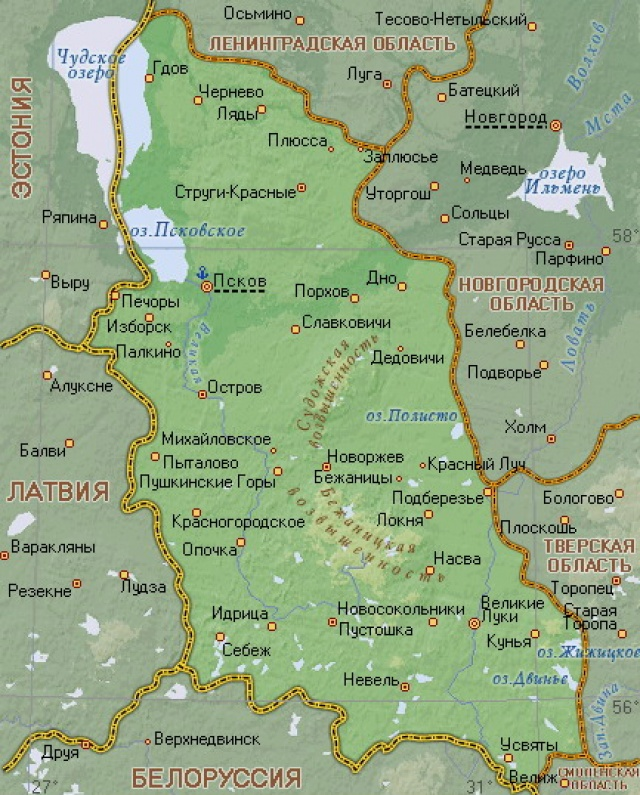 Осьмино
Тесово-Нетыльский
ЛЕНИНГРАДСКАЯ ОБЛАСТЬ
Чудское
озеро
Гдов
Луга
Волхов
Чернево
Батецкий
Ляды
Новгород
Мста
ЭСТОНИЯ
Плюсса
Заплюсье
Медведь
озеро
Ильмень
Струги-Красные
Уторгош
Ряпина
Сольцы
оз.Псковское
Старая Русса
58°
Парфино
Выру
Псков
Дно
НОВГОРОДСКАЯ
ОБЛАСТЬ
Печоры
Порхов
Изборск
Славковичи
Белебелка
Ловать
Палкино
Великая
Дедовичи
Судожская
возвышенность
Подворье
Алуксне
Остров
оз.Полисто
Холм
Балви
Михайловское
Пыталово
Новоржев
Красный Луч
Пушкинские Горы
Бежаницы
ЛАТВИЯ
Подберезье
Бологово
Бежаницкая
возвышенность
Красногородское
Локня
Плоскошь
Варакляны
Опочка
ТВЕРСКАЯ
ОБЛАСТЬ
Насва
Резекне
Лудза
Торопец
Идрица
Новосокольники
Великие
Луки
Старая
Торопа
Пустошка
Кунья
Себеж
оз.Жижицкое
Невель
оз.Двинье
56°
Зап.Двина
Друя
Верхнедвинск
Усвяты
БЕЛОРУССИЯ
Велиж
СМОЛЕНСКАЯ
ОБЛАСТЬ
27°
31°